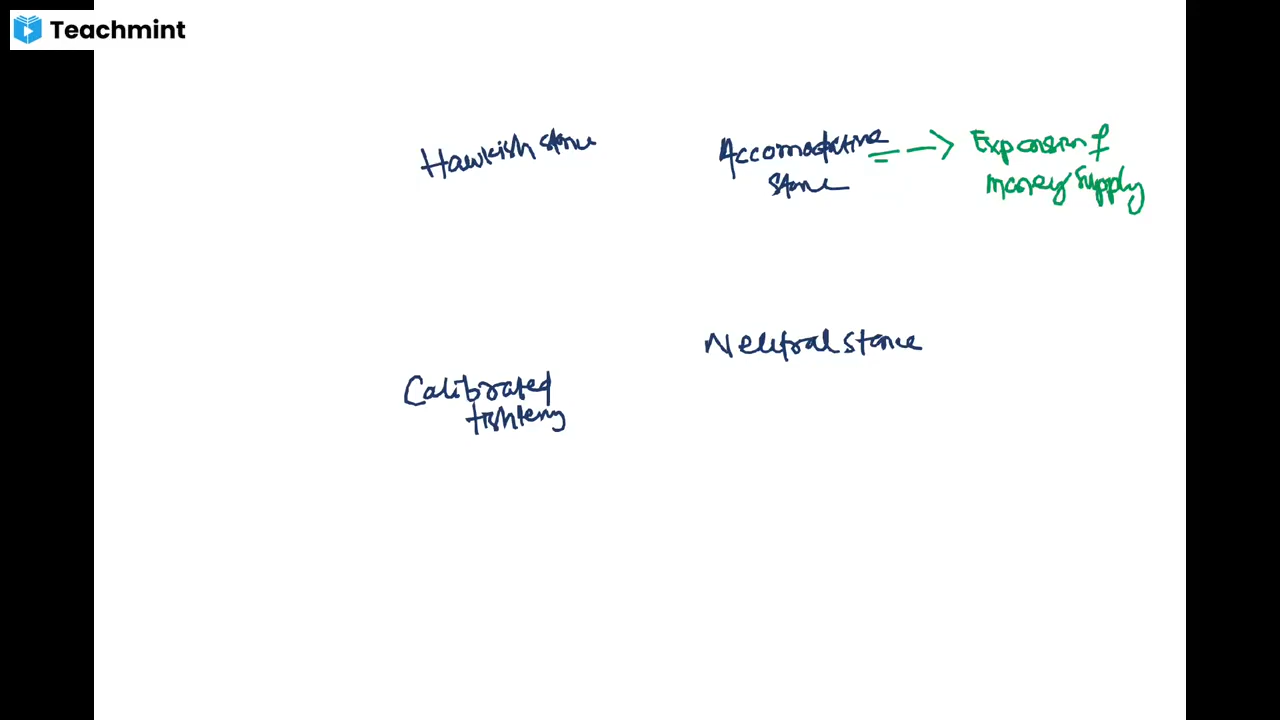 Teachmint
Hawkish stance
Accomodative
stance
Expansion of
money supply
Neutral stance
Calibrated
tightening